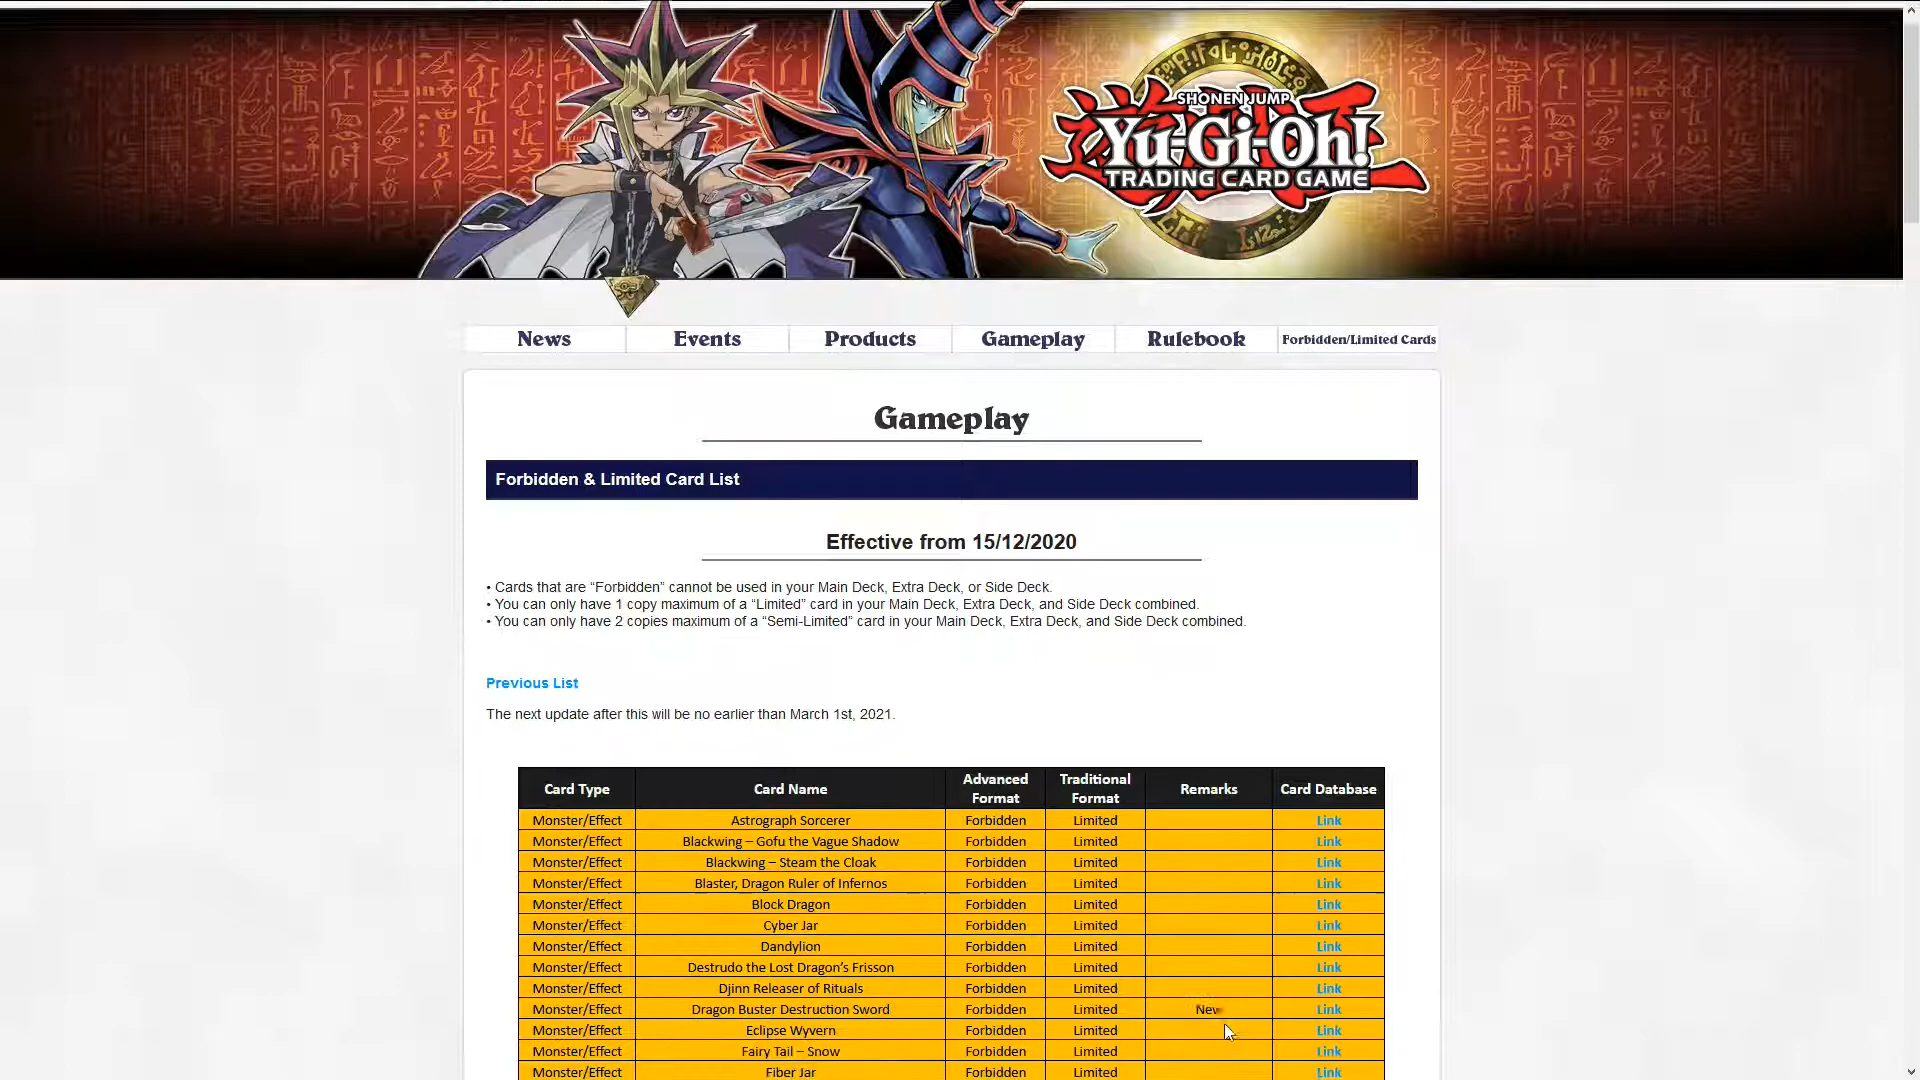 SHONEN JUMP
Yu-Gi-Oh!
TRADING CARD GAME
News Events Products Gameplay Rulebook Forbidden/Limited Cards
Gameplay
Forbidden & Limited Card List
Effective from 15/12/2020
• Cards that are “Forbidden” cannot be used in your Main Deck, Extra Deck, or Side Deck.
• You can only have 1 copy maximum of a “Limited” card in your Main Deck, Extra Deck, and Side Deck combined.
• You can only have 2 copies maximum of a “Semi-Limited” card in your Main Deck, Extra Deck, and Side Deck combined.
Previous List
The next update after this will be no earlier than March 1st, 2021.
Card Type Card Name Advanced Format Traditional Format Remarks Card Database
Monster/Effect Astrograph Sorcerer Forbidden Limited Link
Monster/Effect Blackwing – Gofu the Vague Shadow Forbidden Limited Link
Monster/Effect Blackwing – Steam the Cloak Forbidden Limited Link
Monster/Effect Blaster, Dragon Ruler of Infernos Forbidden Limited Link
Monster/Effect Block Dragon Forbidden Limited Link
Monster/Effect Cyber Jar Forbidden Limited Link
Monster/Effect Dandylion Forbidden Limited Link
Monster/Effect Destrudo the Lost Dragon’s Frisson Forbidden Limited Link
Monster/Effect Djinn Releaser of Rituals Forbidden Limited Link
Monster/Effect Dragon Buster Destruction Sword Forbidden Limited New Link
Monster/Effect Eclipse Wyvern Forbidden Limited Link
Monster/Effect Fairy Tail – Snow Forbidden Limited Link
Monster/Effect Fiber Jar Forbidden Limited Link